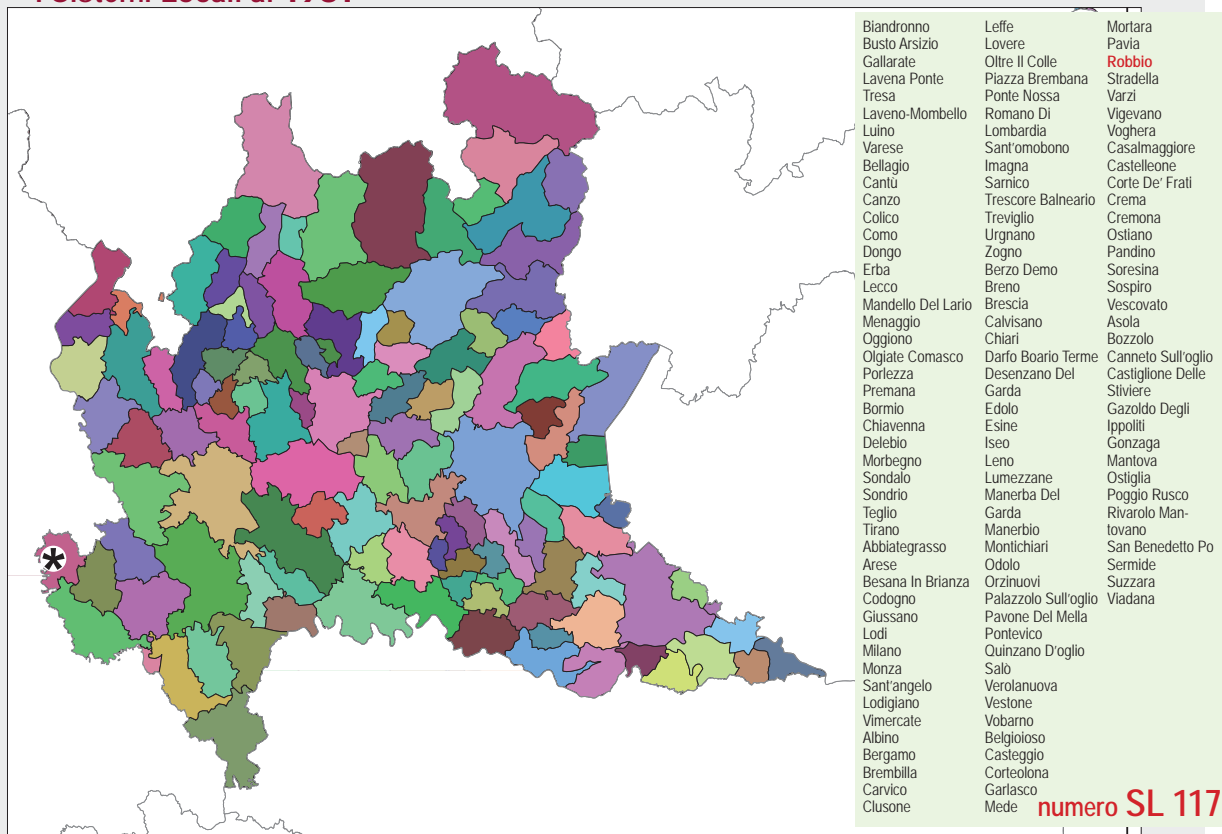 I Sistemi Locali
Biandronno
Busto Arsizio
Gallarate
Lavena Ponte
Tresa
Laveno-Mombello
Luino
Varese
Bellagio
Cantù
Canzo
Colico
Como
Dongo
Erba
Lecco
Mandello Del Lario
Menaggio
Oggiono
Olgiate Comasco
Porlezza
Premana
Bormio
Chiavenna
Delebio
Morbegno
Sondalo
Sondrio
Teglio
Tirano
Abbiategrasso
Arese
Besana In Brianza
Codogno
Giussano
Lodi
Milano
Monza
Sant'angelo
Lodigiano
Vimercate
Albino
Bergamo
Brembilla
Carvico
Clusone
Leffe
Lovere
Oltre Il Colle
Piazza Brembana
Ponte Nossa
Romano Di
Lombardia
Sant'omobono
Imagna
Sarnico
Trescore Balneario
Treviglio
Urgnano
Zogno
Berzo Demo
Breno
Brescia
Calvisano
Chiari
Darfo Boario Terme
Desenzano Del
Garda
Edolo
Esine
Iseo
Leno
Lumezzane
Manerba Del
Garda
Manerbio
Montichiari
Odolo
Orzinuovi
Palazzolo Sull'oglio
Pavone Del Mella
Pontevico
Quinzano D'oglio
Salò
Verolanuova
Vestone
Vobarno
Belgioioso
Casteggio
Corteolona
Garlasco
Mede
Mortara
Pavia
Robbio
Stradella
Varzi
Vigevano
Voghera
Casalmaggiore
Castelleone
Corte De' Frati
Crema
Cremona
Ostiano
Pandino
Soresina
Sospiro
Vescovato
Asola
Bozzolo
Canneto Sull'oglio
Castiglione Delle
Stiviere
Gazoldo Degli
Ippoliti
Gonzaga
Mantova
Ostiglia
Poggio Rusco
Rivarolo Man-
tovano
San Benedetto Po
Sermide
Suzzara
Viadana
numero SL 117
*